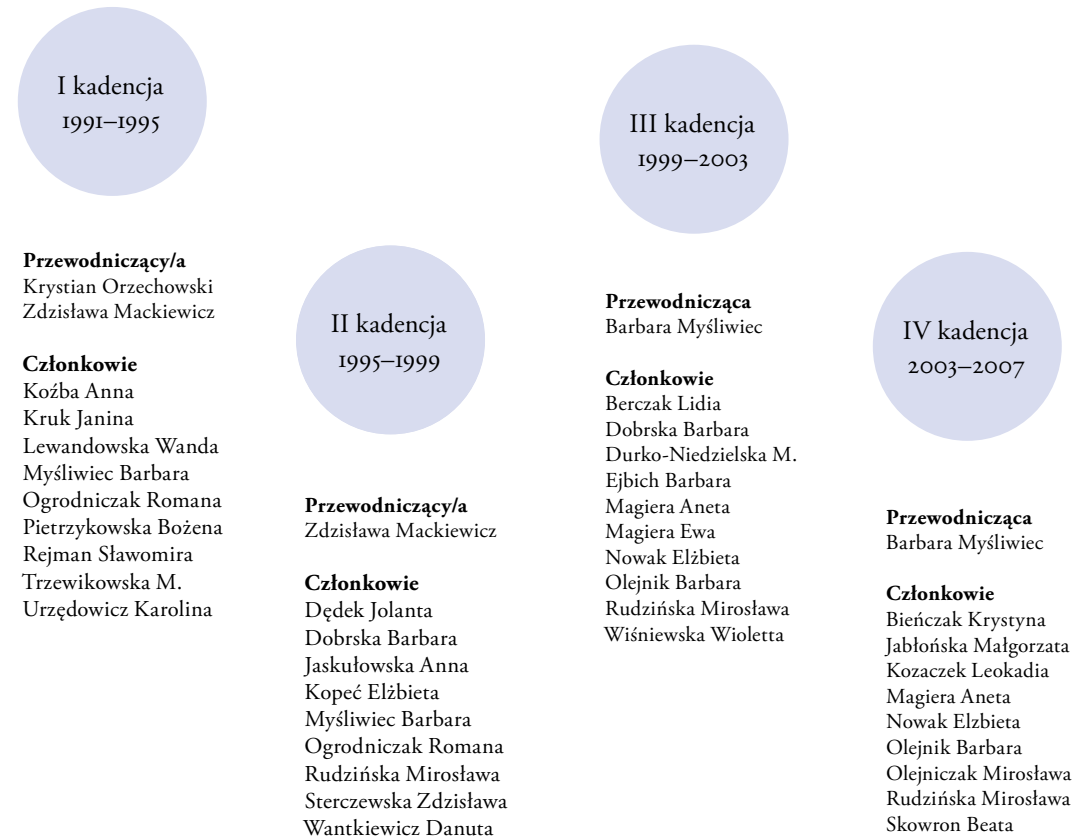 I kadencja
1991–1995
Przewodniczący/a
Krystian Orzechowski
Zdzisława Mackiewicz
Członkowie
Koźba Anna
Kruk Janina
Lewandowska Wanda
Myśliwiec Barbara
Ogrodniczak Romana
Pietrzykowska Bożena
Rejman Sławomira
Trzewikowska M.
Urzędowicz Karolina
II kadencja
1995–1999
Przewodniczący/a
Zdzisława Mackiewicz
Członkowie
Dędek Jolanta
Dobrska Barbara
Jaskułowska Anna
Kopeć Elżbieta
Myśliwiec Barbara
Ogrodniczak Romana
Rudzińska Mirosława
Sterczewska Zdzisława
Wantkiewicz Danuta
III kadencja
1999–2003
Przewodnicząca
Barbara Myśliwiec
Członkowie
Berczak Lidia
Dobrska Barbara
Durko-Niedzielska M.
Ejbich Barbara
Magiera Aneta
Magiera Ewa
Nowak Elżbieta
Olejnik Barbara
Rudzińska Mirosława
Wiśniewska Wioletta
IV kadencja
2003–2007
Przewodnicząca
Barbara Myśliwiec
Członkowie
Bieńczak Krystyna
Jabłońska Małgorzata
Kozaczek Leokadia
Magiera Aneta
Nowak Elzbieta
Olejnik Barbara
Olejniczak Mirosława
Rudzińska Mirosława
Skowron Beata